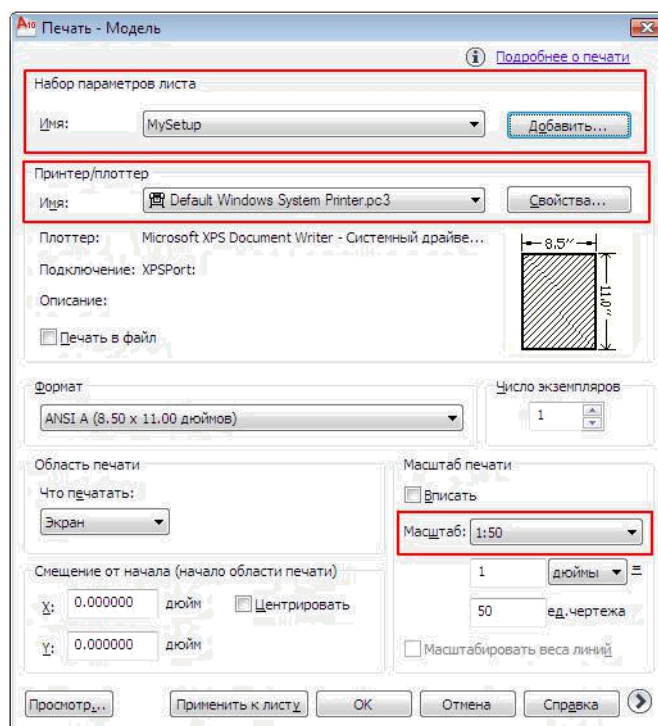 A10 Печать - Модель
Подробнее о печати
Набор параметров листа
Имя: MySetup Добавить...
Принтер/плоттер
Имя: Default Windows System Printer.pc3 Свойства...
Плоттер: Microsoft XPS Document Writer - Системный драйве...
Подключение: XPSPort:
Описание:
Печать в файл
8.5″
11.0″
Формат
ANSI A (8.50 x 11.00 дюймов)
Число экземпляров
1
Область печати
Что печатать:
Экран
Масштаб печати
Вписать
Масштаб: 1:50
1 дюймы =
50 ед.чертежа
Масштабировать веса линий
Смещение от начала (начало области печати)
X: 0.000000 дюйм Центрировать
Y: 0.000000 дюйм
Просмотр... Применить к листу OK Отмена Справка